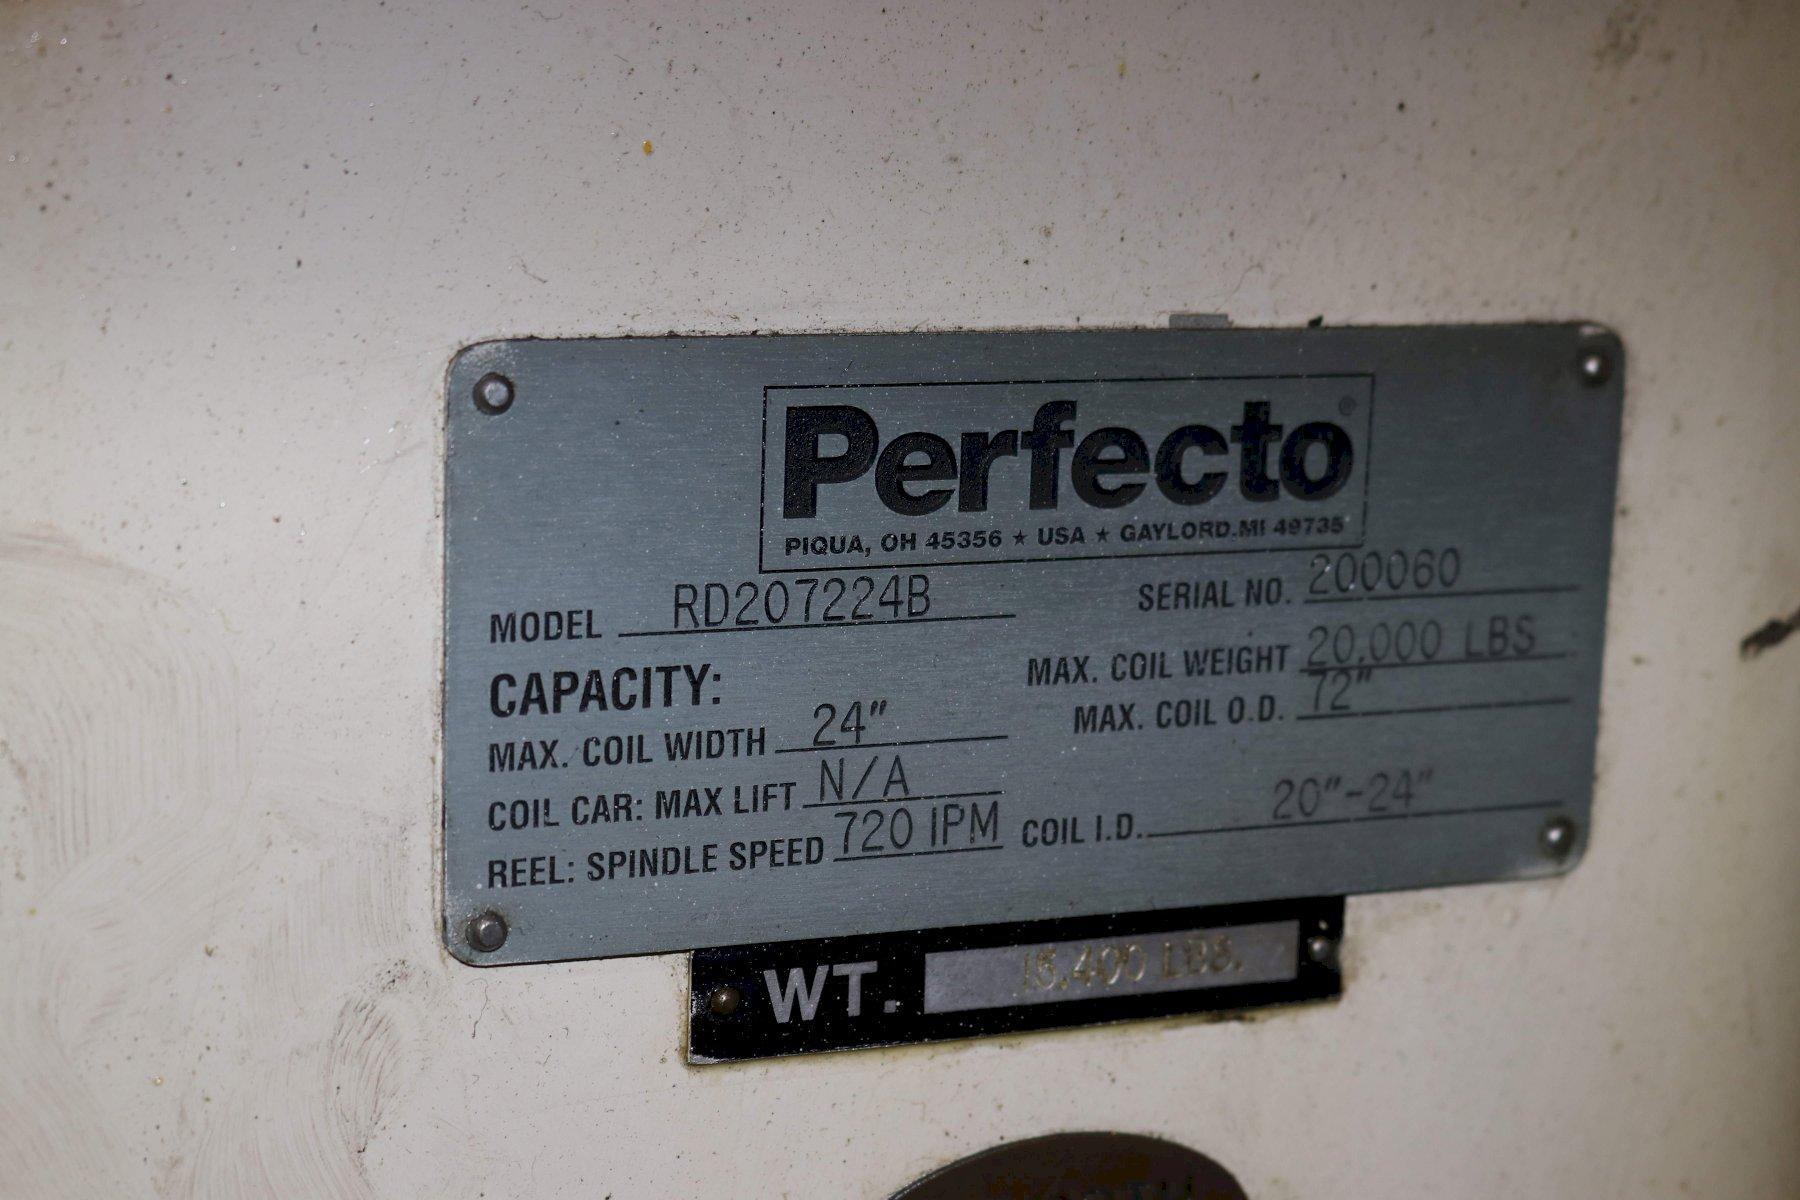 Perfecto®
PIQUA, OH 45356 ★ USA ★ GAYLORD, MI 49735
MODEL RD207224B
SERIAL NO. 200060
CAPACITY:
MAX. COIL WEIGHT 20,000 LBS
MAX. COIL WIDTH 24"
MAX. COIL O.D. 72"
COIL CAR: MAX LIFT N/A
REEL: SPINDLE SPEED 720 IPM
COIL I.D. 20"-24"
WT. LBS.